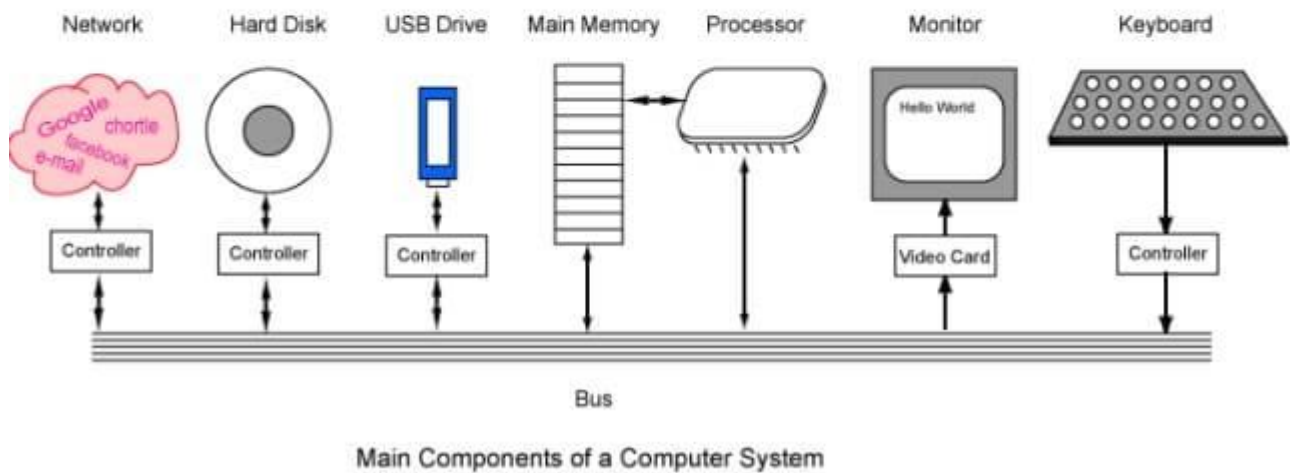 Network Hard Disk USB Drive Main Memory Processor Monitor Keyboard
Google
chortle
facebook
e-mail
Hello World
Controller Controller Controller Video Card Controller
Bus
Main Components of a Computer System